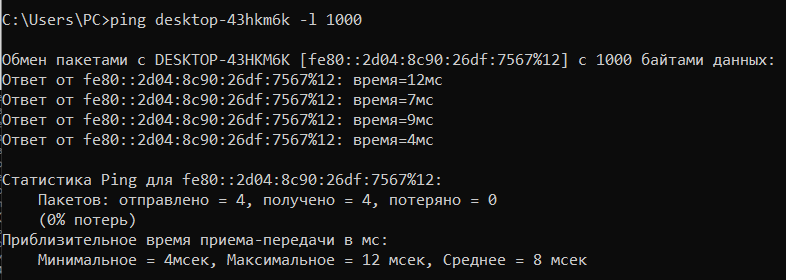 C:\Users\PC>ping desktop-43hkm6k -l 1000
Обмен пакетами с DESKTOP-43HKM6K [fe80::2d04:8c90:26df:7567%12] с 1000 байтами данных:
Ответ от fe80::2d04:8c90:26df:7567%12: время=12мс
Ответ от fe80::2d04:8c90:26df:7567%12: время=7мс
Ответ от fe80::2d04:8c90:26df:7567%12: время=9мс
Ответ от fe80::2d04:8c90:26df:7567%12: время=4мс
Статистика Ping для fe80::2d04:8c90:26df:7567%12:
Пакетов: отправлено = 4, получено = 4, потеряно = 0
(0% потерь)
Приблизительное время приема-передачи в мс:
Минимальное = 4мсек, Максимальное = 12 мсек, Среднее = 8 мсек